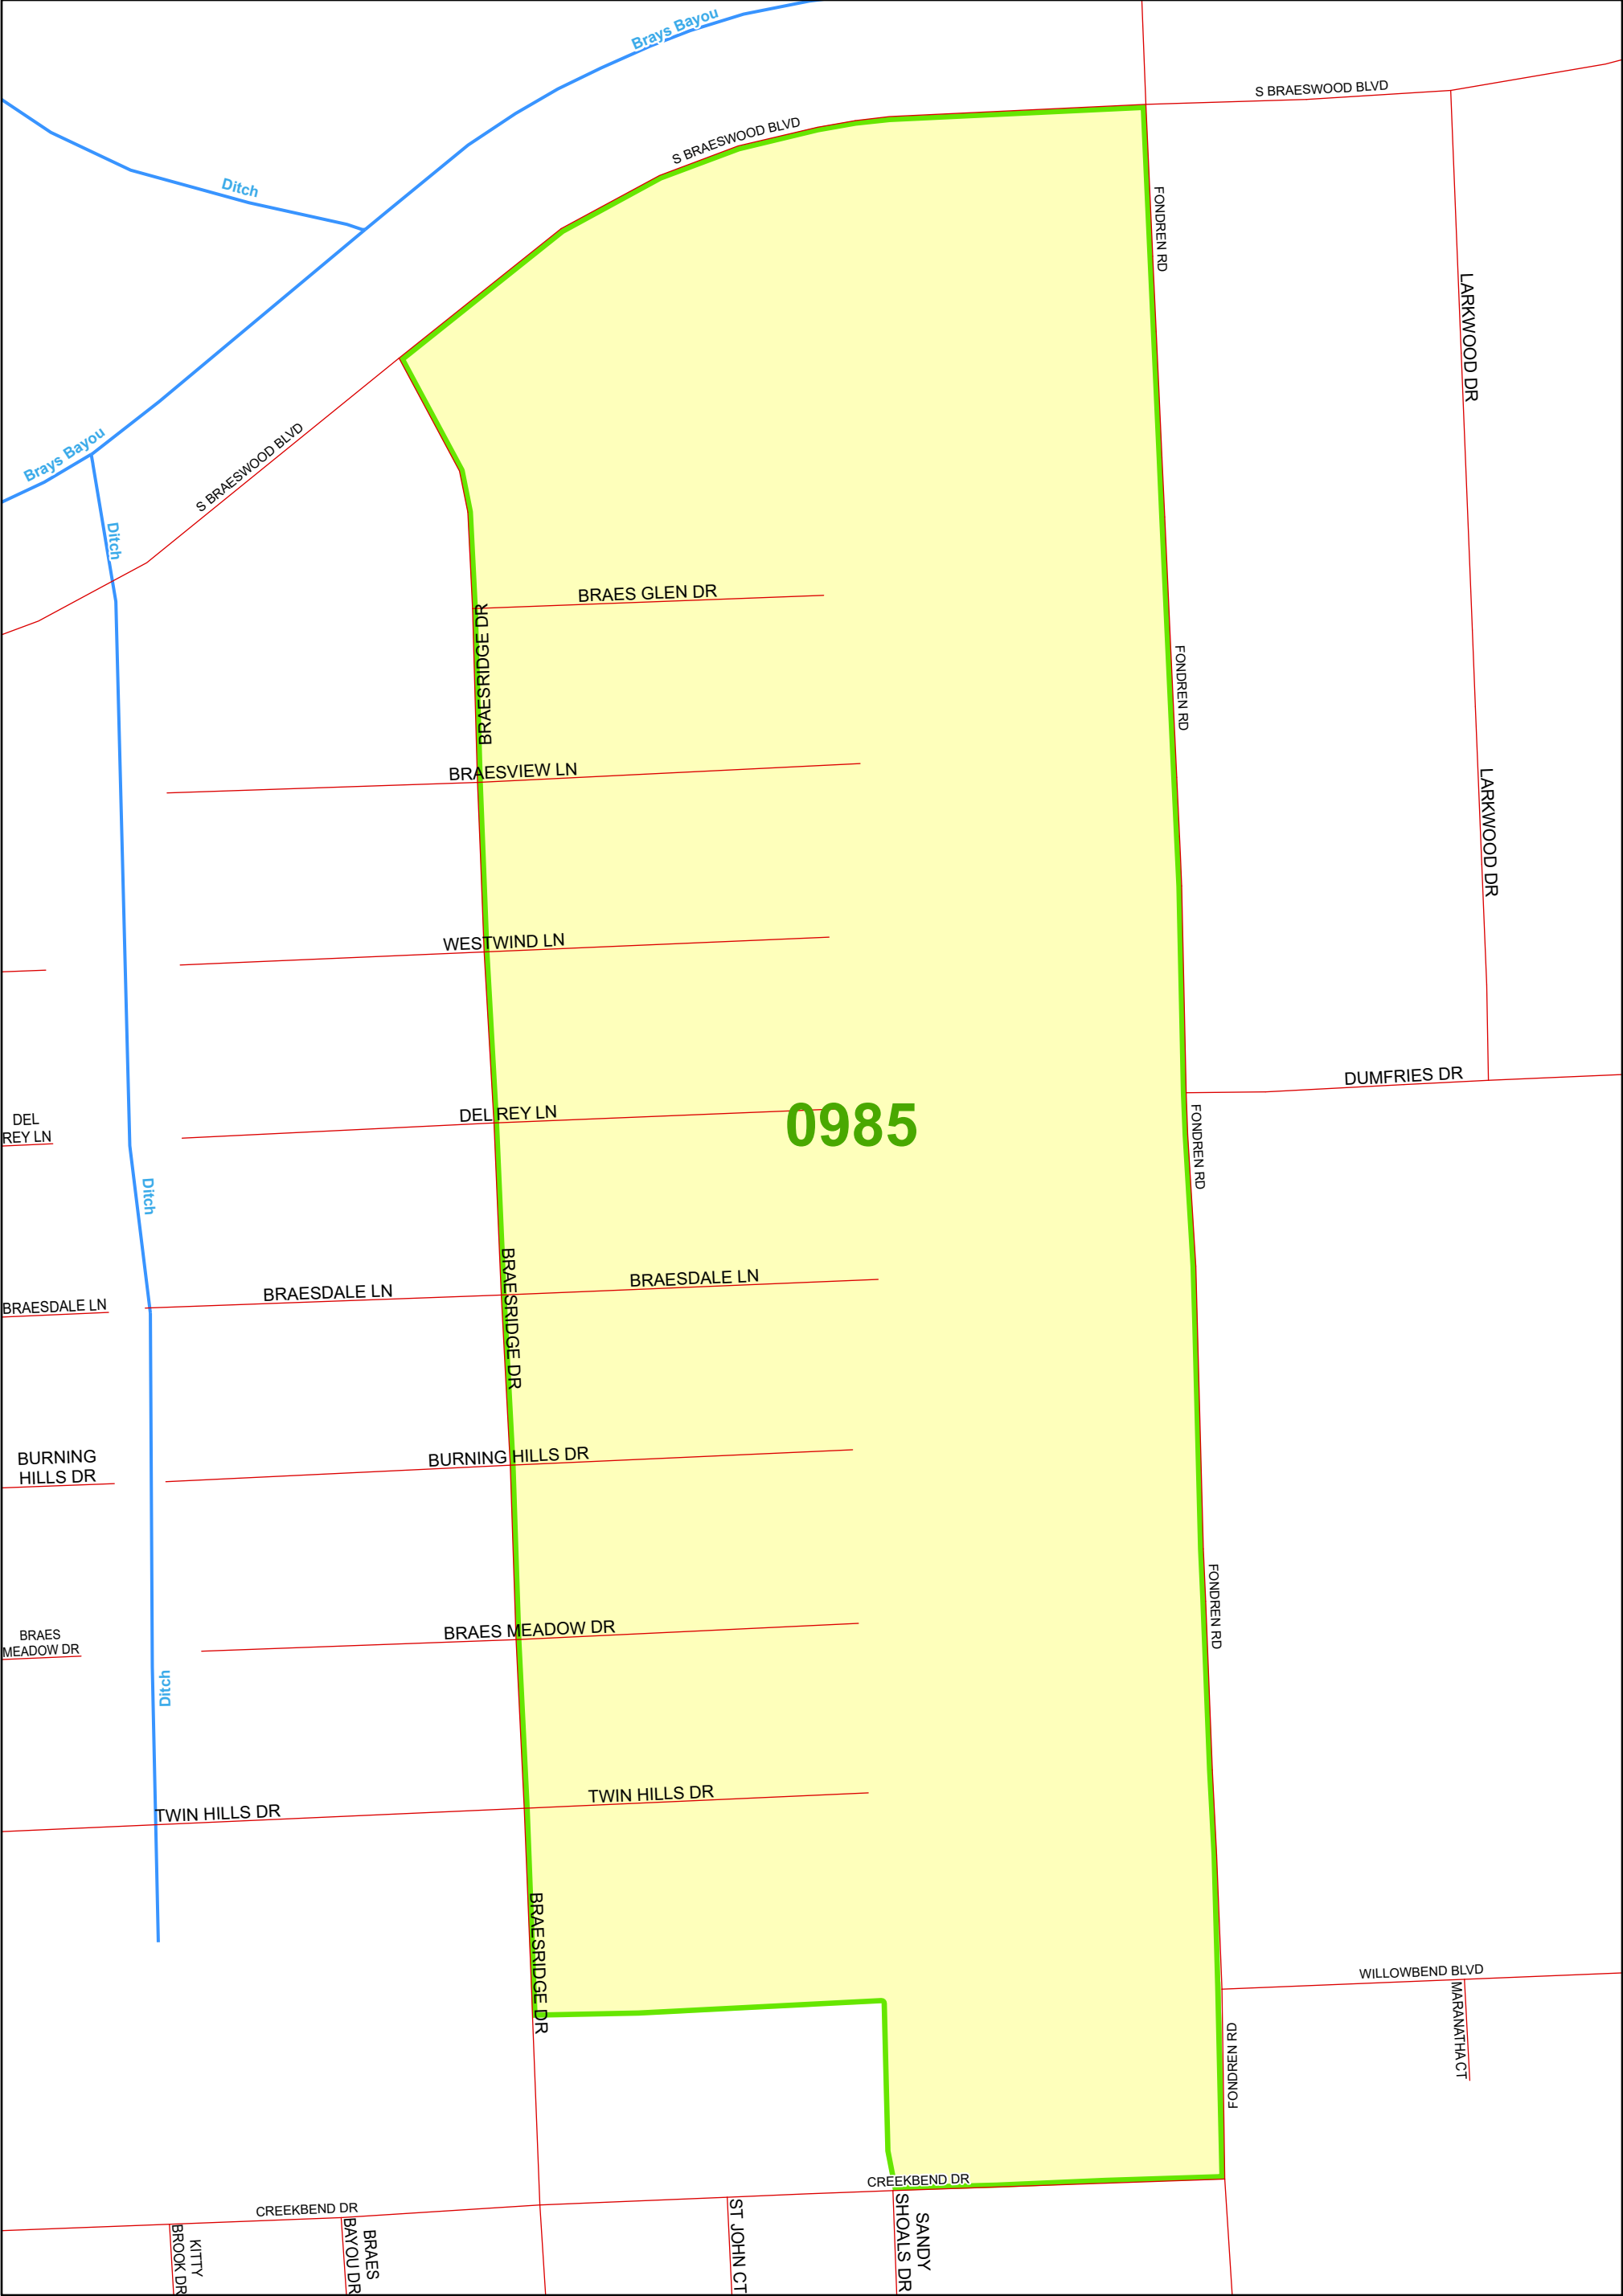 Brays Bayou
S BRAESWOOD BLVD
S BRAESWOOD BLVD
Ditch
FONDREN RD
LARKWOOD DR
Brays Bayou
S BRAESWOOD BLVD
Ditch
BRAES GLEN DR
BRAESRIDGE DR
FONDREN RD
BRAESVIEW LN
LARKWOOD DR
WESTWIND LN
DUMFRIES DR
DEL
REY LN
DEL REY LN
0985
FONDREN RD
Ditch
BRAESDALE LN
BRAESDALE LN
BRAESDALE LN
BRAESRIDGE DR
BURNING
HILLS DR
BURNING HILLS DR
FONDREN RD
BRAES
MEADOW DR
BRAES MEADOW DR
Ditch
TWIN HILLS DR
TWIN HILLS DR
BRAESRIDGE DR
WILLOWBEND BLVD
MARANATHA CT
FONDREN RD
CREEKBEND DR
CREEKBEND DR
KITTY
BROOK DR
BRAES
BAYOU DR
ST JOHN CT
SANDY
SHOALS DR